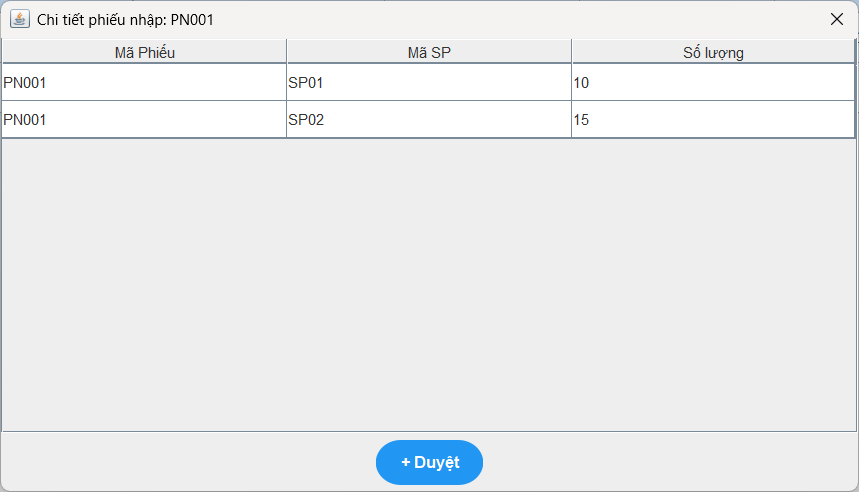 Chi tiết phiếu nhập: PN001
Mã Phiếu Mã SP Số lượng
PN001 SP01 10
PN001 SP02 15
+ Duyệt